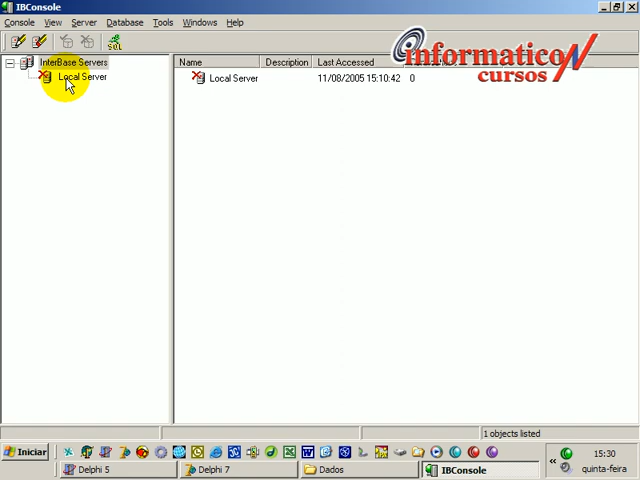 IBConsole
Console View Server Database Tools Windows Help
SQL
InterBase Servers
Local Server
Name Description Last Accessed
Local Server 11/08/2005 15:10:42 0
informaticon
cursos
1 objects listed
Iniciar
15:30
quinta-feira
Delphi 5 Delphi 7 Dados IBConsole